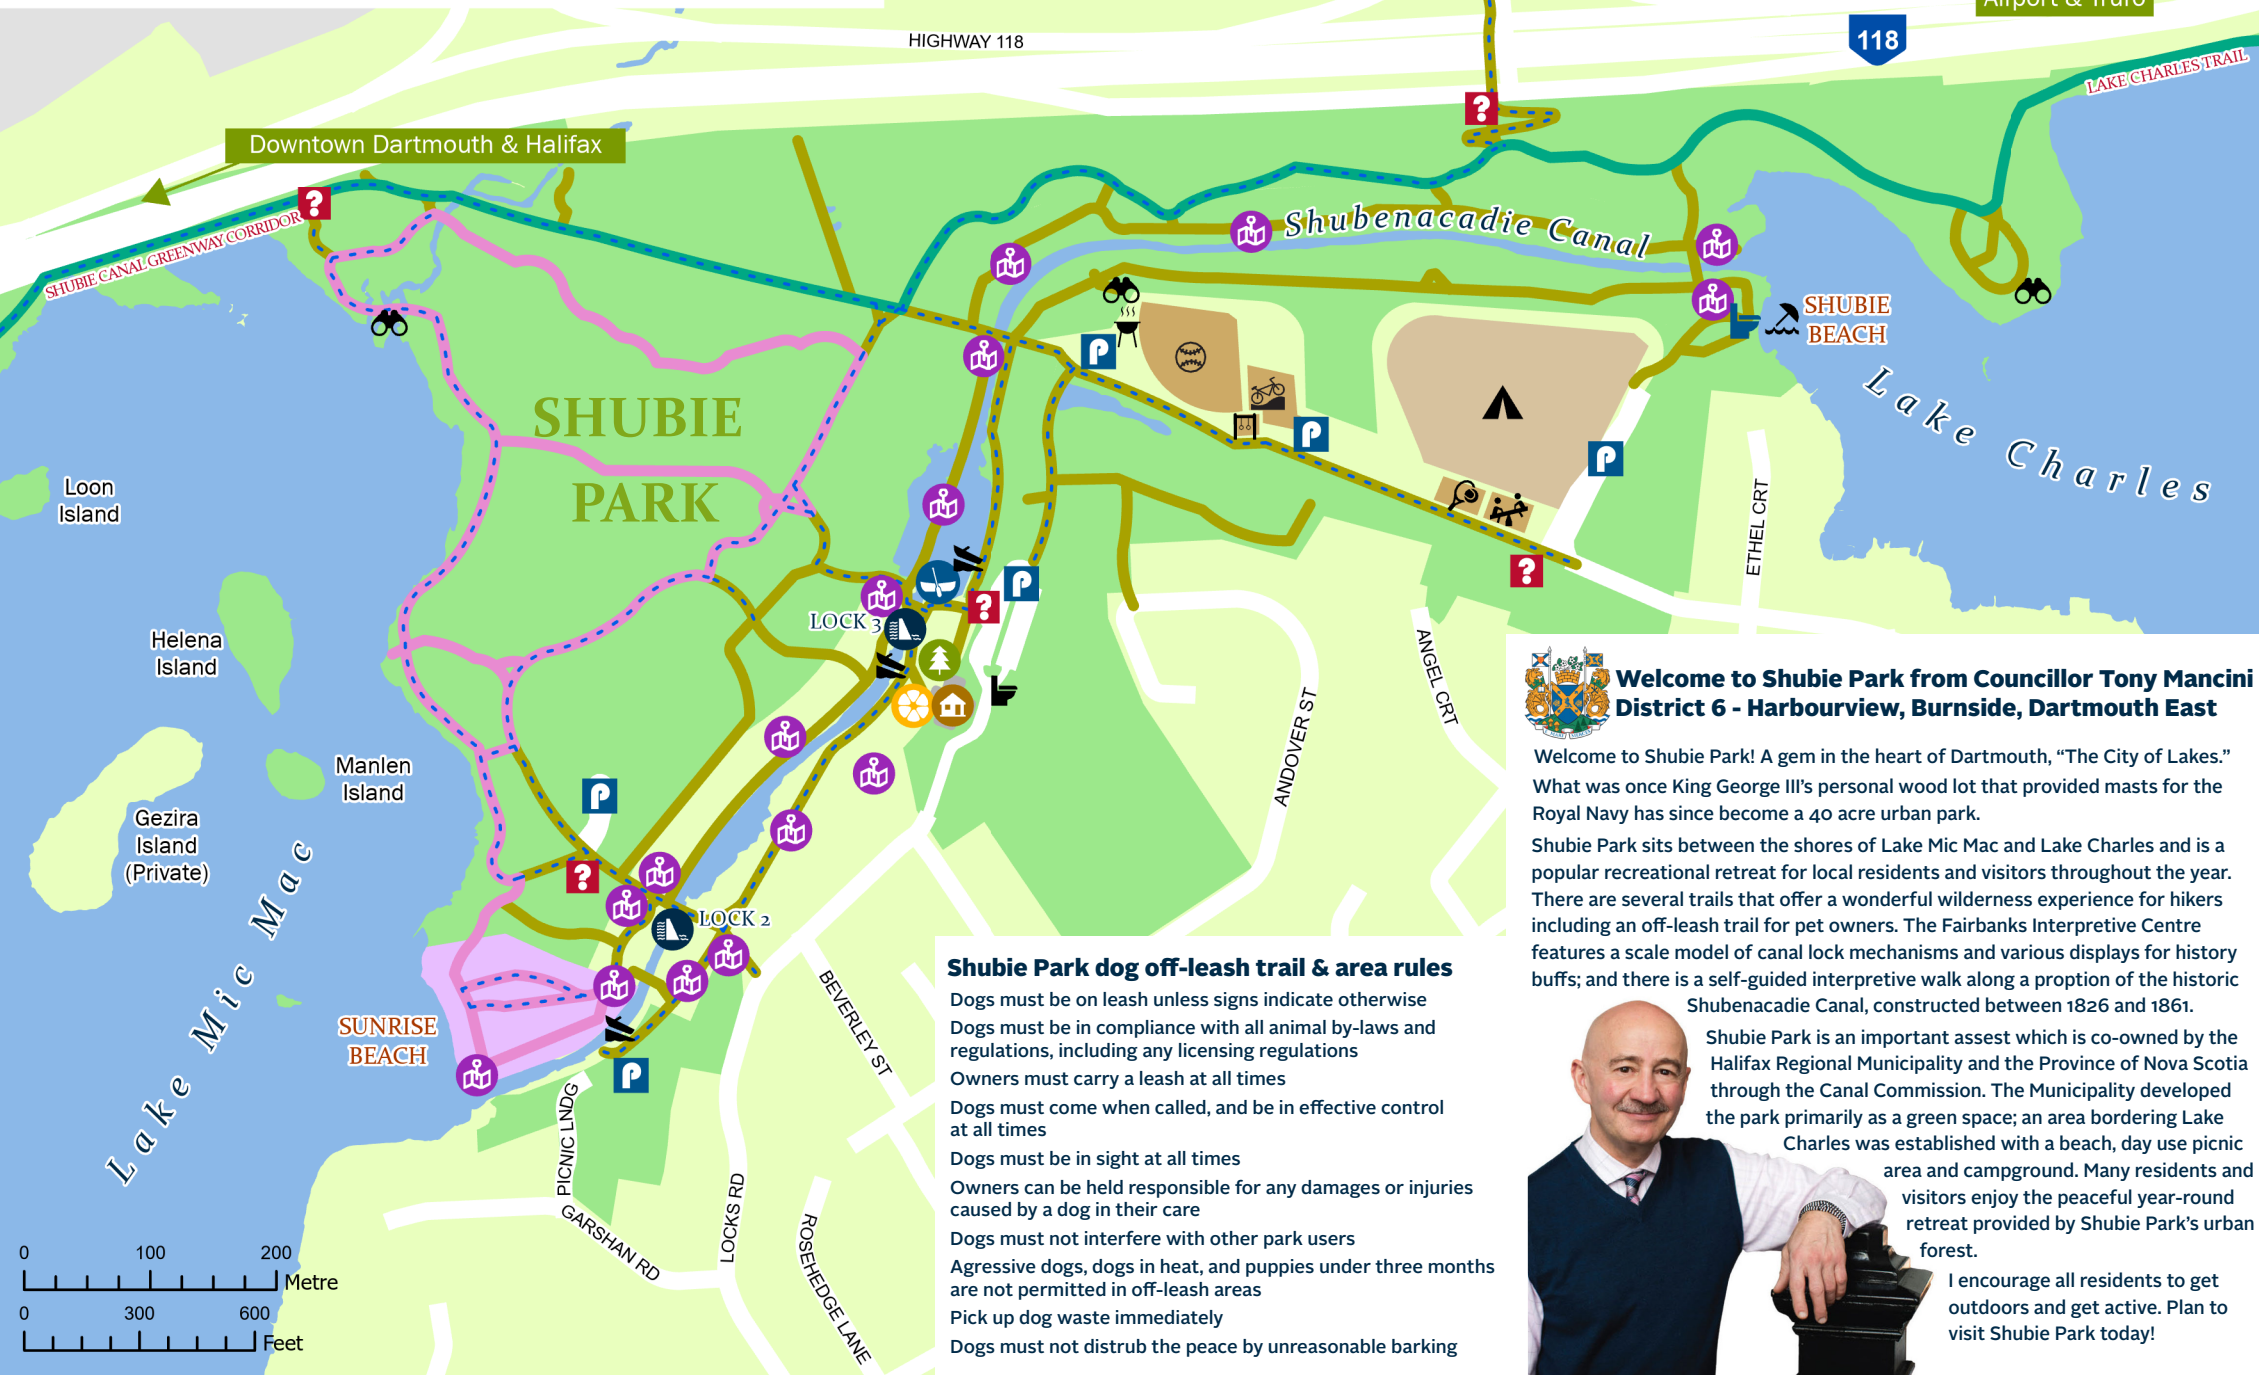 Airport & Truro
HIGHWAY 118
118
LAKE CHARLES TRAIL
Downtown Dartmouth & Halifax
SHUBIE CANAL GREENWAY CORRIDOR
Shubenacadie Canal
SHUBIE
BEACH
Lake Charles
SHUBIE
PARK
Loon
Island
ETHEL CRT
LOCK 3
Helena
Island
ANGEL CRT
ANDOVER ST
Manlen
Island
Gezira
Island
(Private)
Lake Mic Mac
LOCK 2
SUNRISE
BEACH
BEVERLEY ST
PICNIC LNDG
GARSHAN RD
LOCKS RD
ROSEHEDGE LANE
0 100 200
Metre
0 300 600
Feet
Shubie Park dog off-leash trail & area rules
Dogs must be on leash unless signs indicate otherwise
Dogs must be in compliance with all animal by-laws and
regulations, including any licensing regulations
Owners must carry a leash at all times
Dogs must come when called, and be in effective control
at all times
Dogs must be in sight at all times
Owners can be held responsible for any damages or injuries
caused by a dog in their care
Dogs must not interfere with other park users
Agressive dogs, dogs in heat, and puppies under three months
are not permitted in off-leash areas
Pick up dog waste immediately
Dogs must not distrub the peace by unreasonable barking
Welcome to Shubie Park from Councillor Tony Mancini
District 6 - Harbourview, Burnside, Dartmouth East
Welcome to Shubie Park! A gem in the heart of Dartmouth, “The City of Lakes.”
What was once King George III’s personal wood lot that provided masts for the
Royal Navy has since become a 40 acre urban park.
Shubie Park sits between the shores of Lake Mic Mac and Lake Charles and is a
popular recreational retreat for local residents and visitors throughout the year.
There are several trails that offer a wonderful wilderness experience for hikers
including an off-leash trail for pet owners. The Fairbanks Interpretive Centre
features a scale model of canal lock mechanisms and various displays for history
buffs; and there is a self-guided interpretive walk along a proption of the historic
Shubenacadie Canal, constructed between 1826 and 1861.
Shubie Park is an important assest which is co-owned by the
Halifax Regional Municipality and the Province of Nova Scotia
through the Canal Commission. The Municipality developed
the park primarily as a green space; an area bordering Lake
Charles was established with a beach, day use picnic
area and campground. Many residents and
visitors enjoy the peaceful year-round
retreat provided by Shubie Park’s urban
forest.
I encourage all residents to get
outdoors and get active. Plan to
visit Shubie Park today!